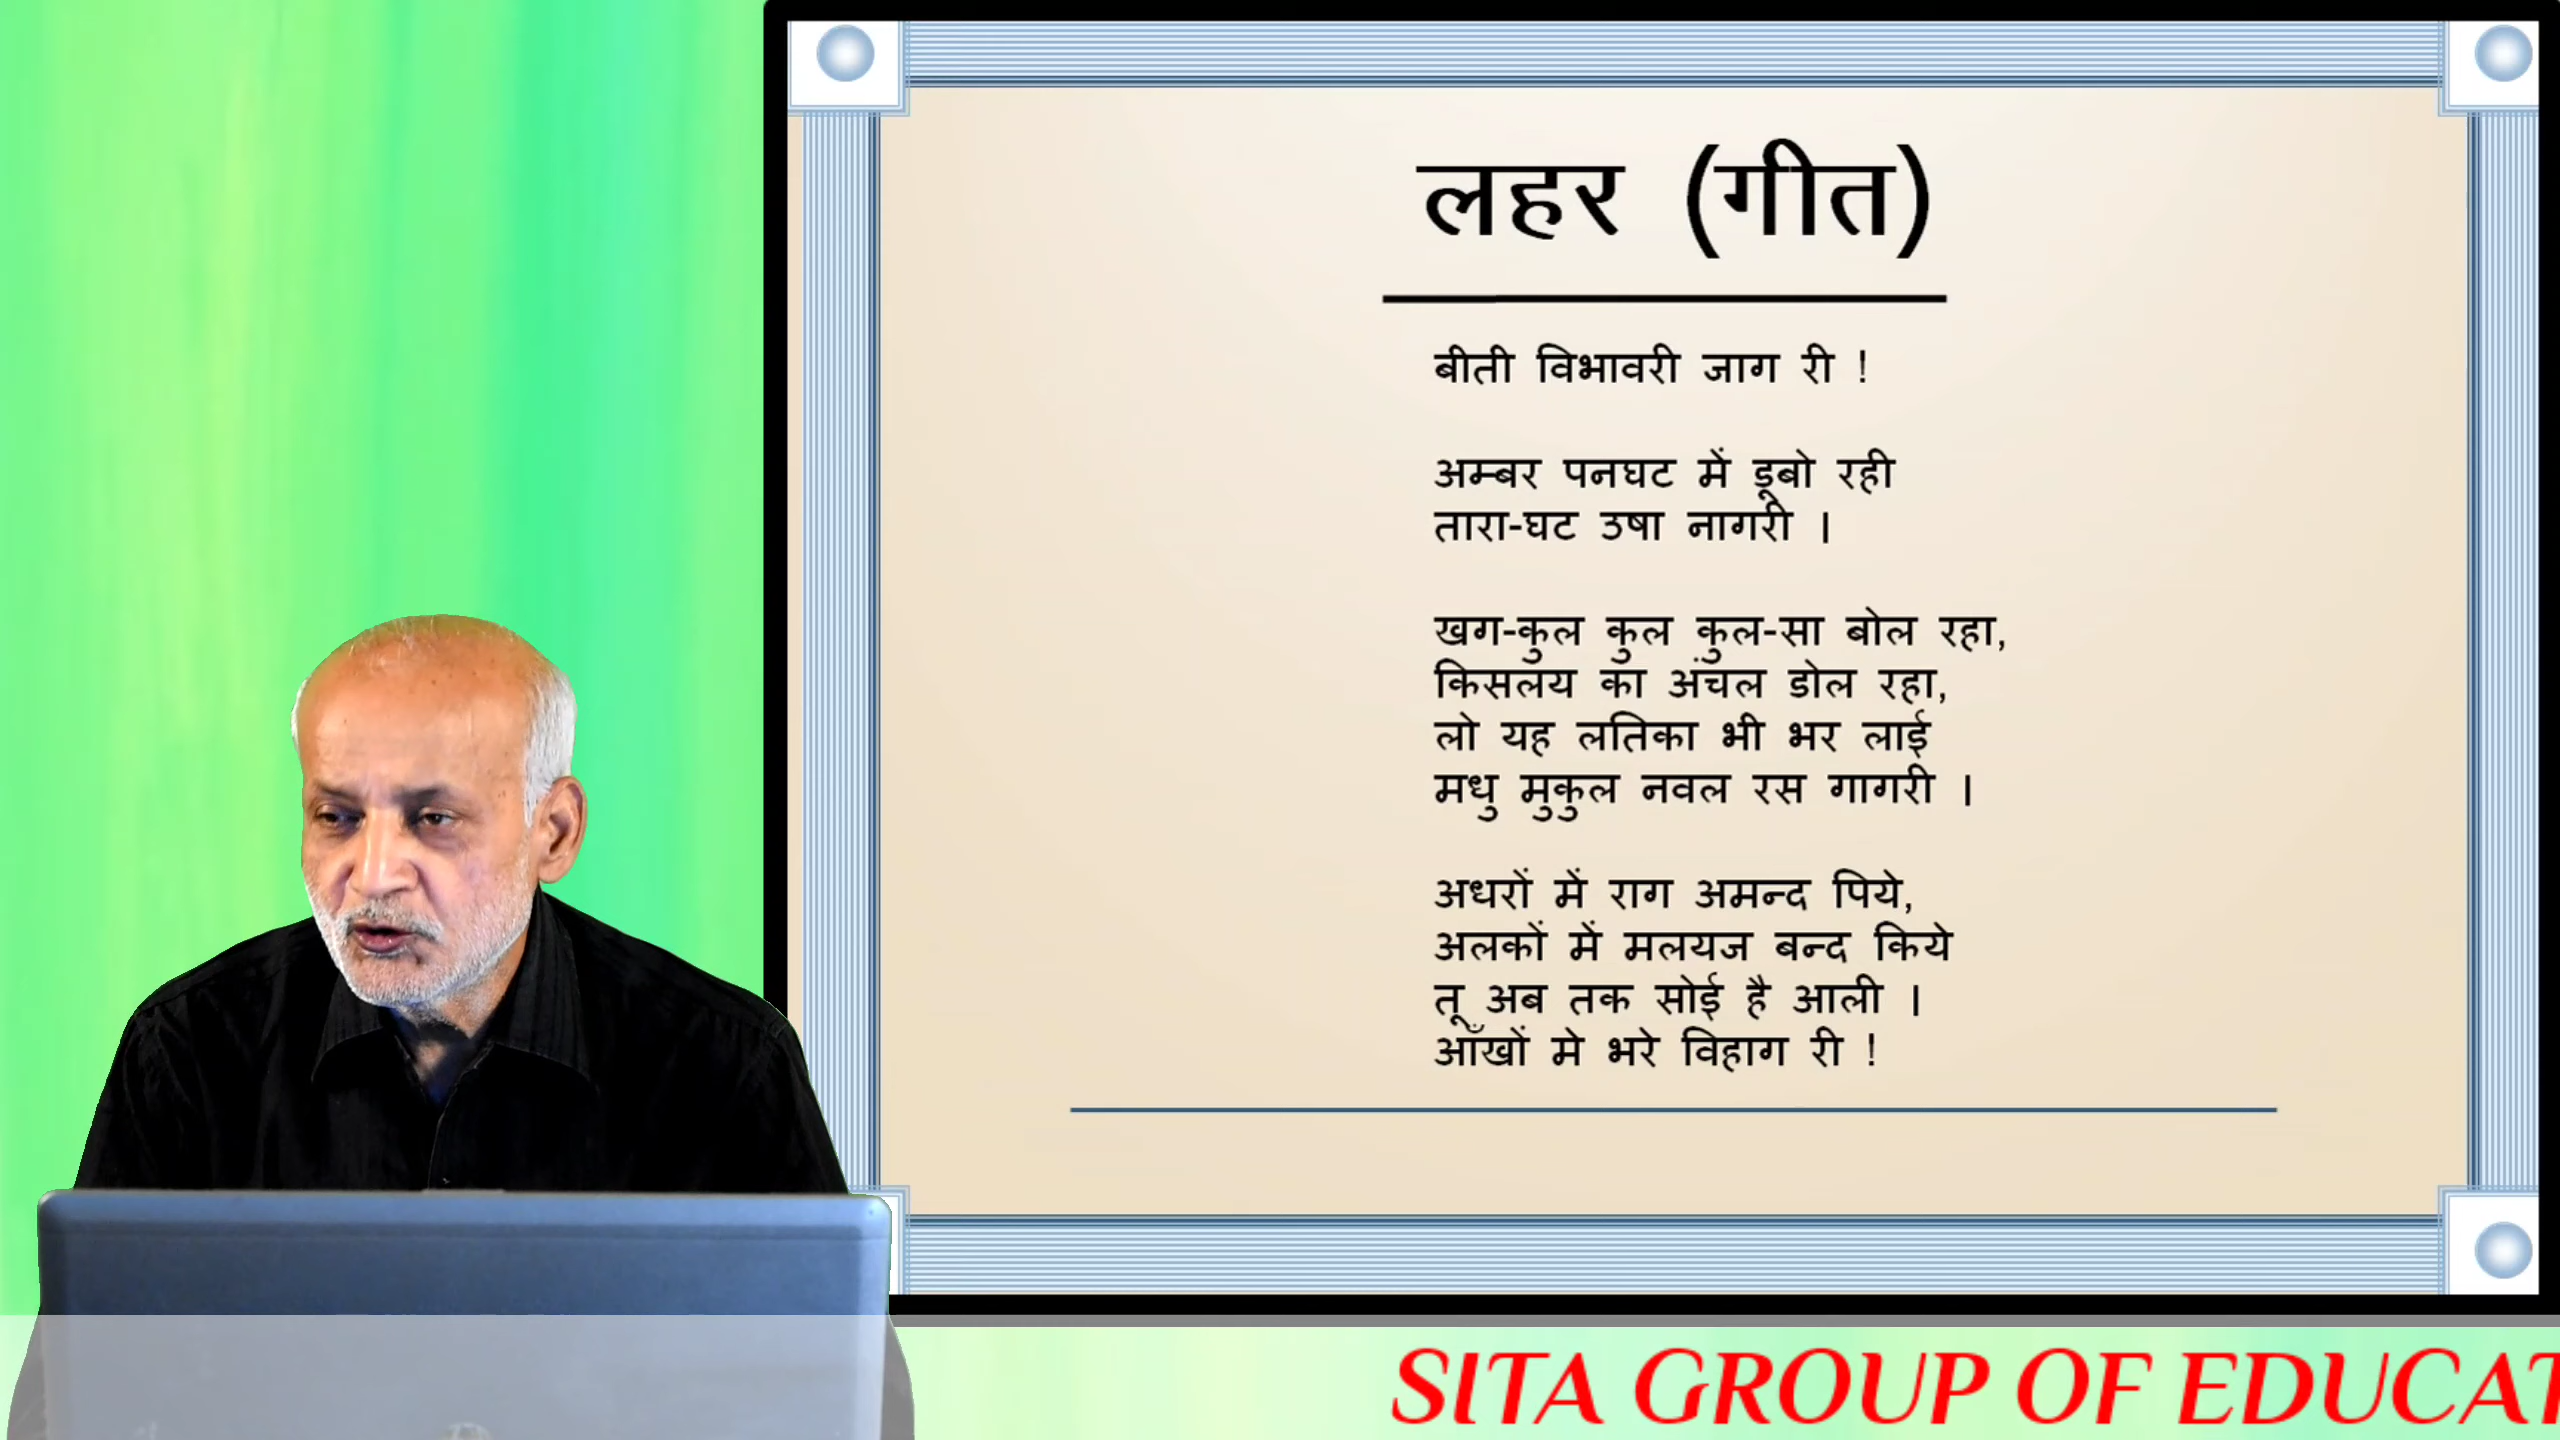 लहर (गीत)
बीती विभावरी जाग री !
अम्बर पनघट में डूबो रही
तारा-घट उषा नागरी ।
खग-कुल कुल कुल-सा बोल रहा,
किसलय का अंचल डोल रहा,
लो यह लतिका भी भर लाई
मधु मुकुल नवल रस गागरी ।
अधरों में राग अमन्द पिये,
अलकों में मलयज बन्द किये
तू अब तक सोई है आली ।
आँखों मे भरे विहाग री !
SITA GROUP OF EDUCAT